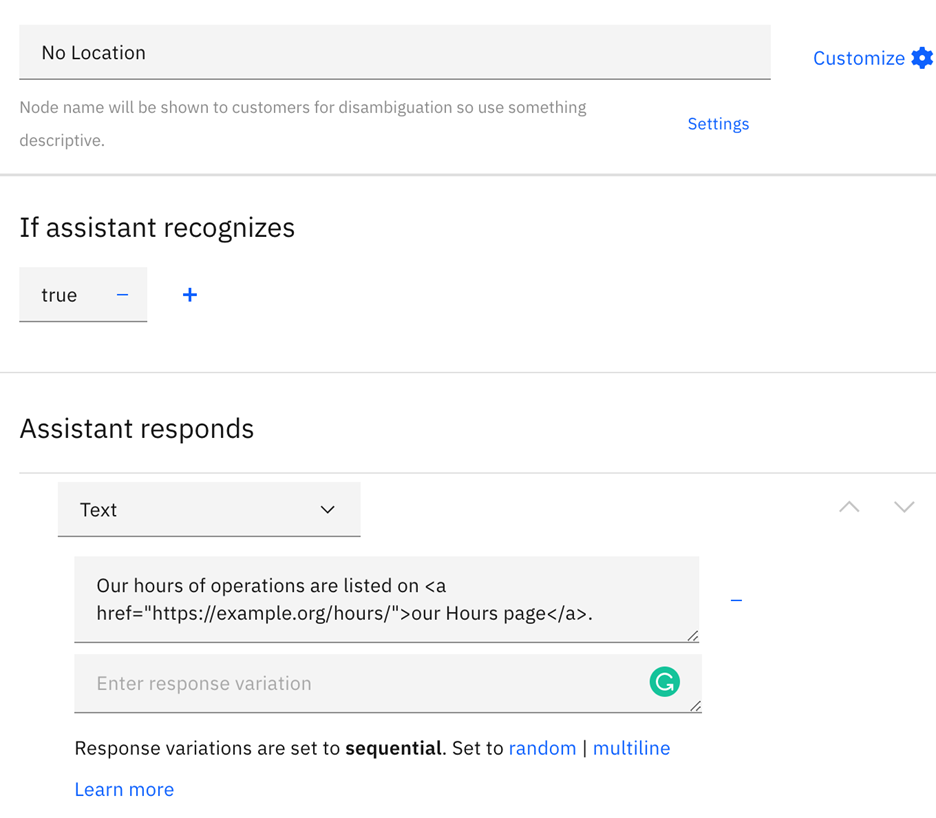 No Location
Customize
Node name will be shown to customers for disambiguation so use something
descriptive.
Settings
If assistant recognizes
true
Assistant responds
Text
Our hours of operations are listed on <a
href="https://example.org/hours/">our Hours page</a>.
Enter response variation
Response variations are set to sequential. Set to random | multiline
Learn more